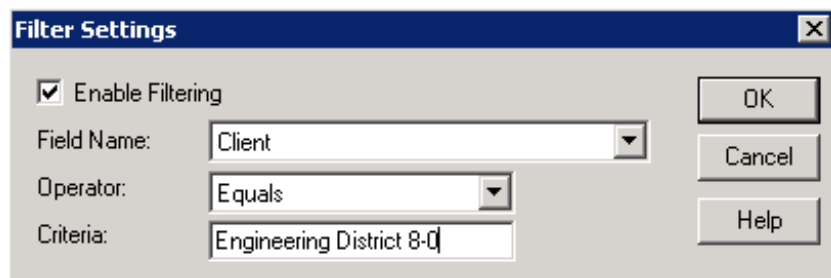 Filter Settings
Enable Filtering
OK
Field Name: Client
Cancel
Operator: Equals
Help
Criteria: Engineering District 8-0